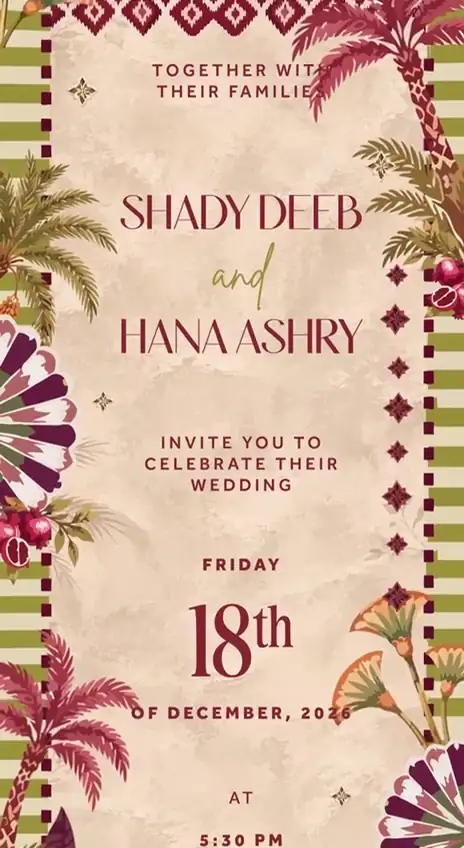 TOGETHER WITH
THEIR FAMILIES
SHADY DEEB
and
HANA ASHRY
INVITE YOU TO
CELEBRATE THEIR
WEDDING
FRIDAY
18th
OF DECEMBER, 2026
AT
5:30 PM